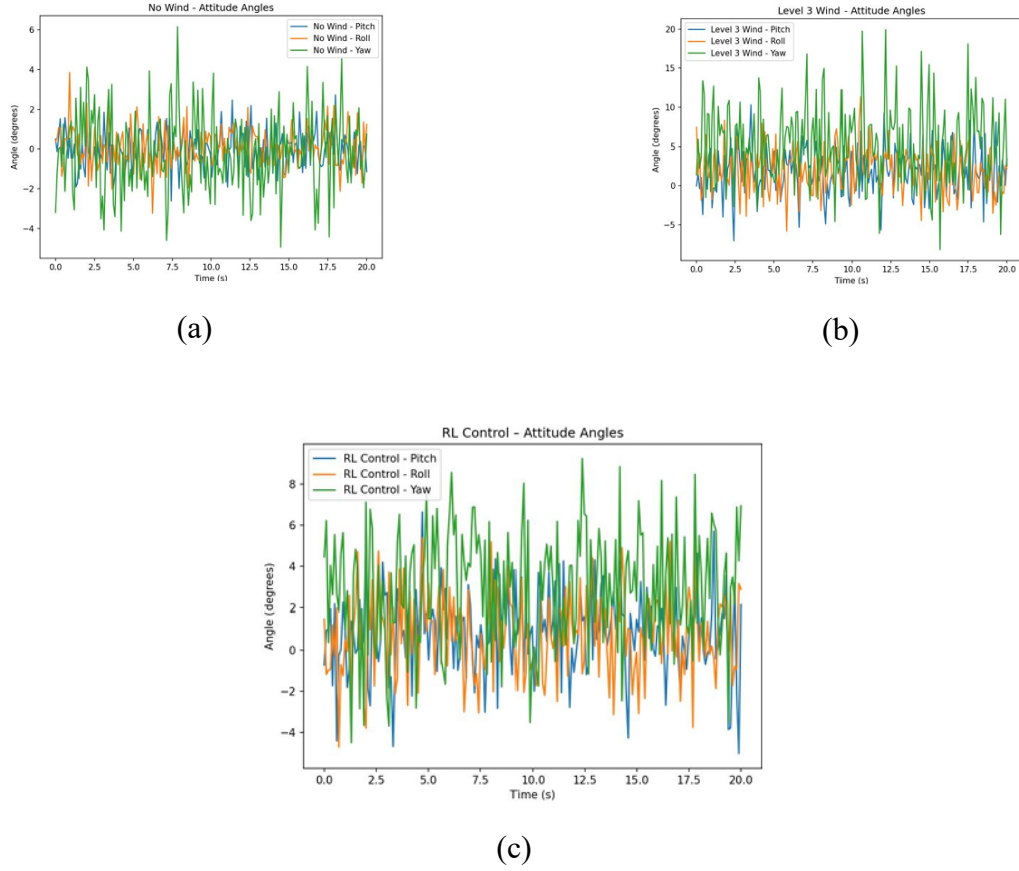 No Wind - Attitude Angles
No Wind - Pitch
No Wind - Roll
No Wind - Yaw
Angle (degrees)
6
4
2
0
−2
−4
0.0 2.5 5.0 7.5 10.0 12.5 15.0 17.5 20.0
Time (s)
(a)
Level 3 Wind - Attitude Angles
Level 3 Wind - Pitch
Level 3 Wind - Roll
Level 3 Wind - Yaw
Angle (degrees)
20
15
10
5
0
−5
0.0 2.5 5.0 7.5 10.0 12.5 15.0 17.5 20.0
Time (s)
(b)
RL Control – Attitude Angles
RL Control - Pitch
RL Control - Roll
RL Control - Yaw
Angle (degrees)
8
6
4
2
0
−2
−4
0.0 2.5 5.0 7.5 10.0 12.5 15.0 17.5 20.0
Time (s)
(c)